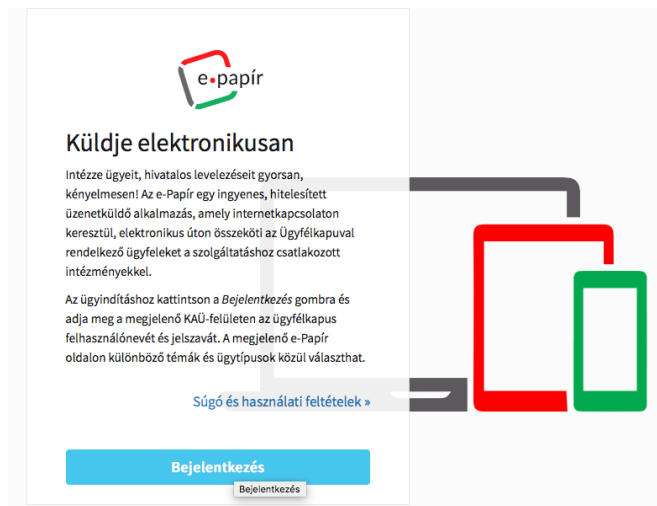 e•papír
Küldje elektronikusan
Intézze ügyeit, hivatalos levelezéseit gyorsan,
kényelmesen! Az e-Papír egy ingyenes, hitelesített
üzenetküldő alkalmazás, amely internetkapcsolaton
keresztül, elektronikus úton összeköti az Ügyfélkapuval
rendelkező ügyfeleket a szolgáltatáshoz csatlakozott
intézményekkel.
Az ügyindításhoz kattintson a Bejelentkezés gombra és
adja meg a megjelenő KAÜ-felületen az ügyfélkapus
felhasználónevét és jelszavát. A megjelenő e-Papír
oldalon különböző témák és ügytípusok közül választhat.
Súgó és használati feltételek »
Bejelentkezés
Bejelentkezés